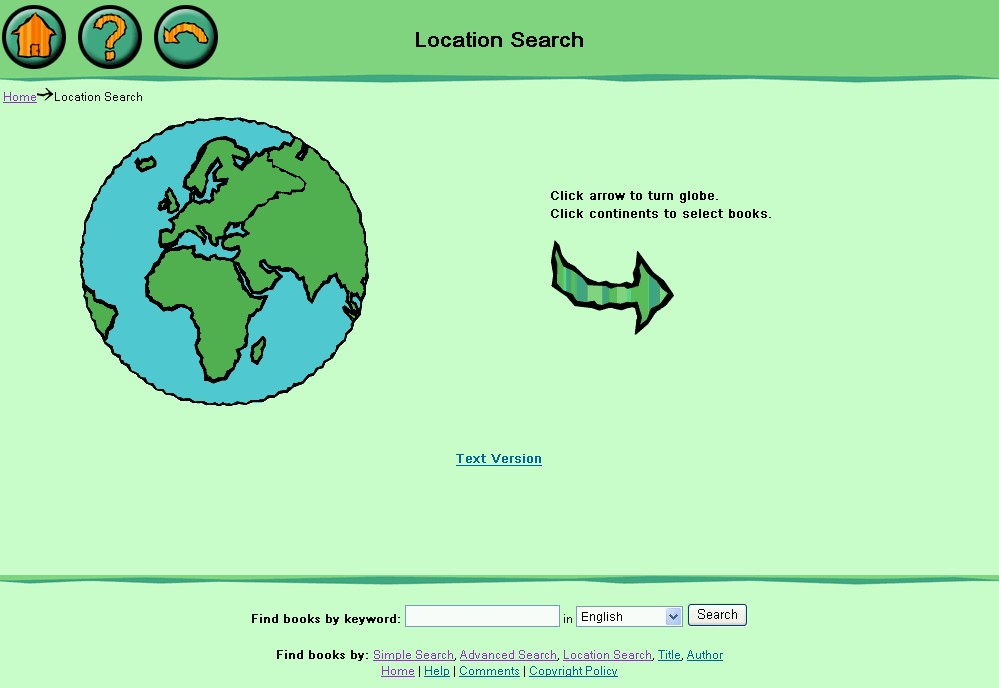 Location Search
Home Location Search
Click arrow to turn globe.
Click continents to select books.
Text Version
Find books by keyword: in English Search
Find books by: Simple Search, Advanced Search, Location Search, Title, Author
Home | Help | Comments | Copyright Policy